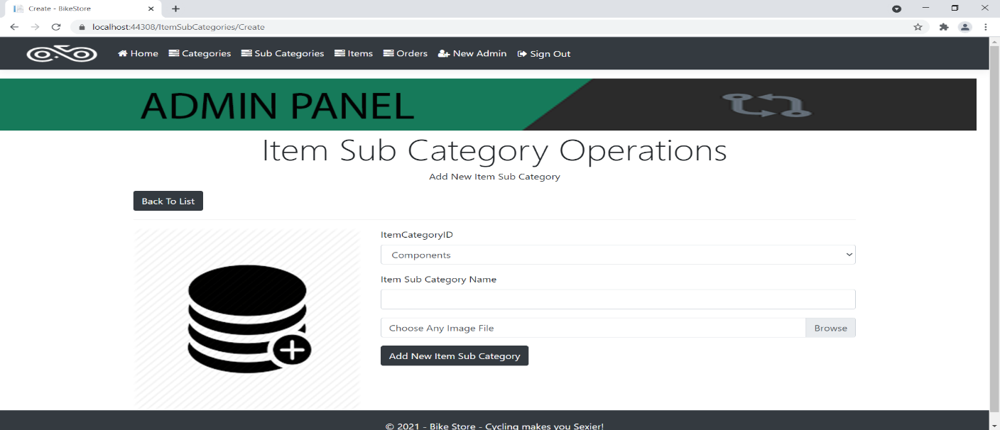 Create - BikeStore
localhost:44308/ItemSubCategories/Create
Home Categories Sub Categories Items Orders New Admin Sign Out
ADMIN PANEL
Item Sub Category Operations
Add New Item Sub Category
Back To List
ItemCategoryID
Components
Item Sub Category Name
Choose Any Image File Browse
Add New Item Sub Category
© 2021 - Bike Store - Cycling makes you Sexier!